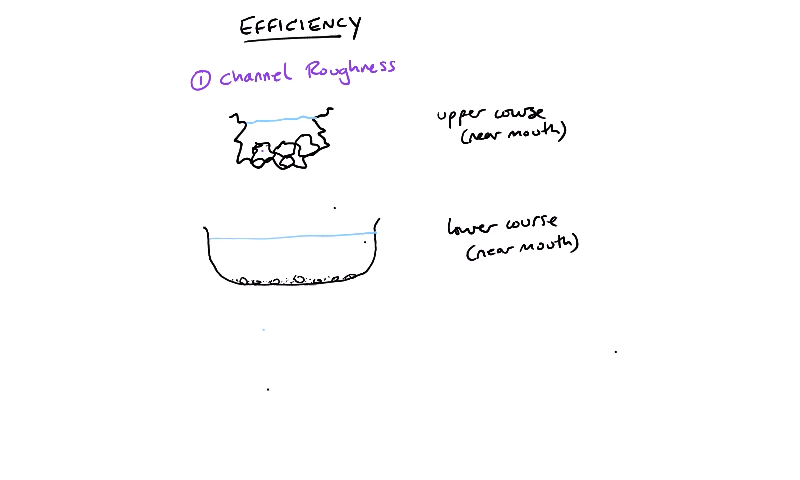 EFFICIENCY
① Channel Roughness
upper course
(near mouth)
lower course
(near mouth)